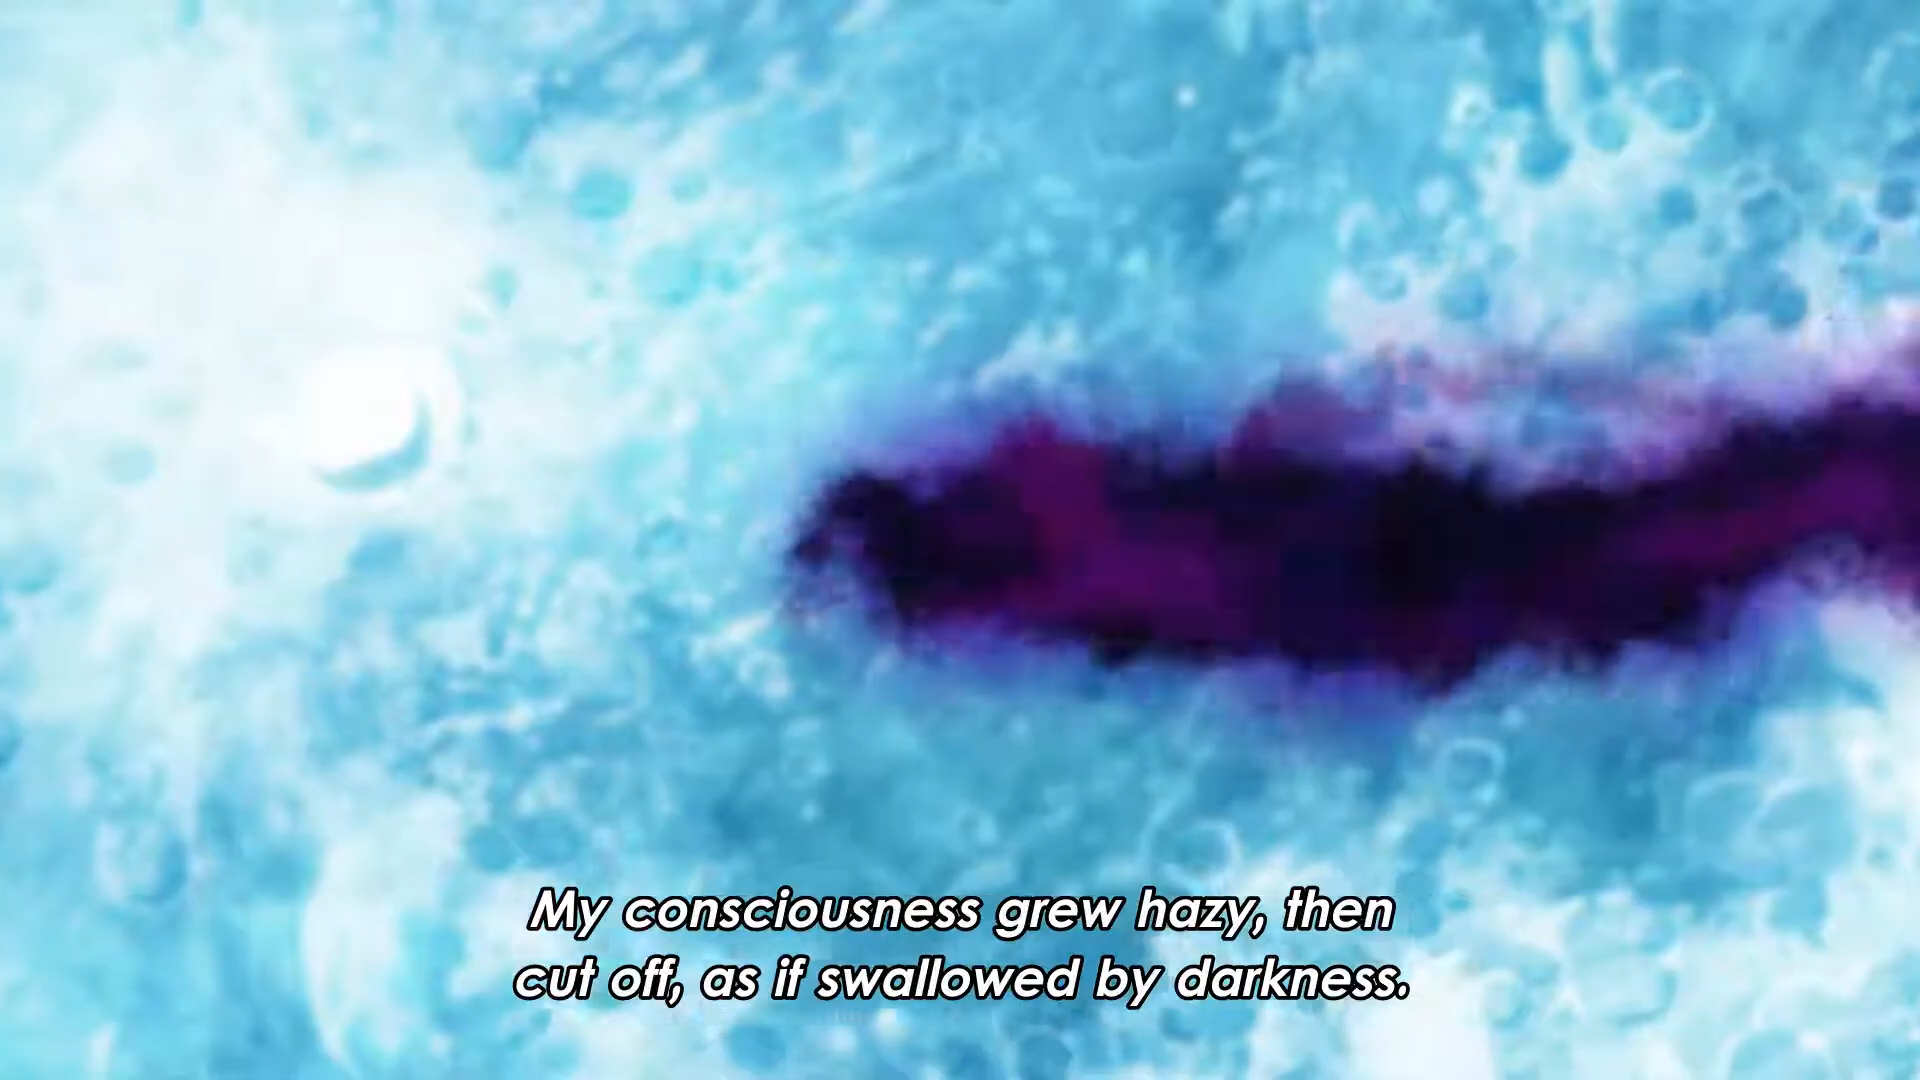 My consciousness grew hazy, then
cut off, as if swallowed by darkness.